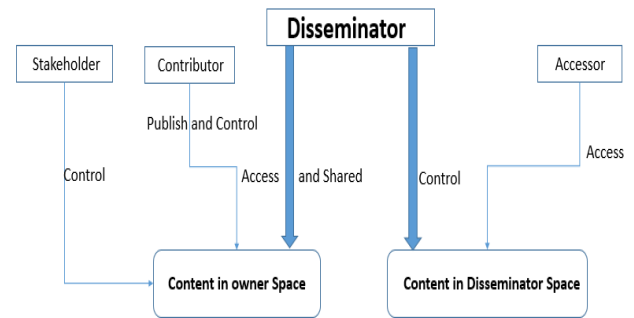 Disseminator
Stakeholder
Contributor
Accessor
Publish and Control
Control
Access and Shared
Control
Access
Content in owner Space
Content in Disseminator Space